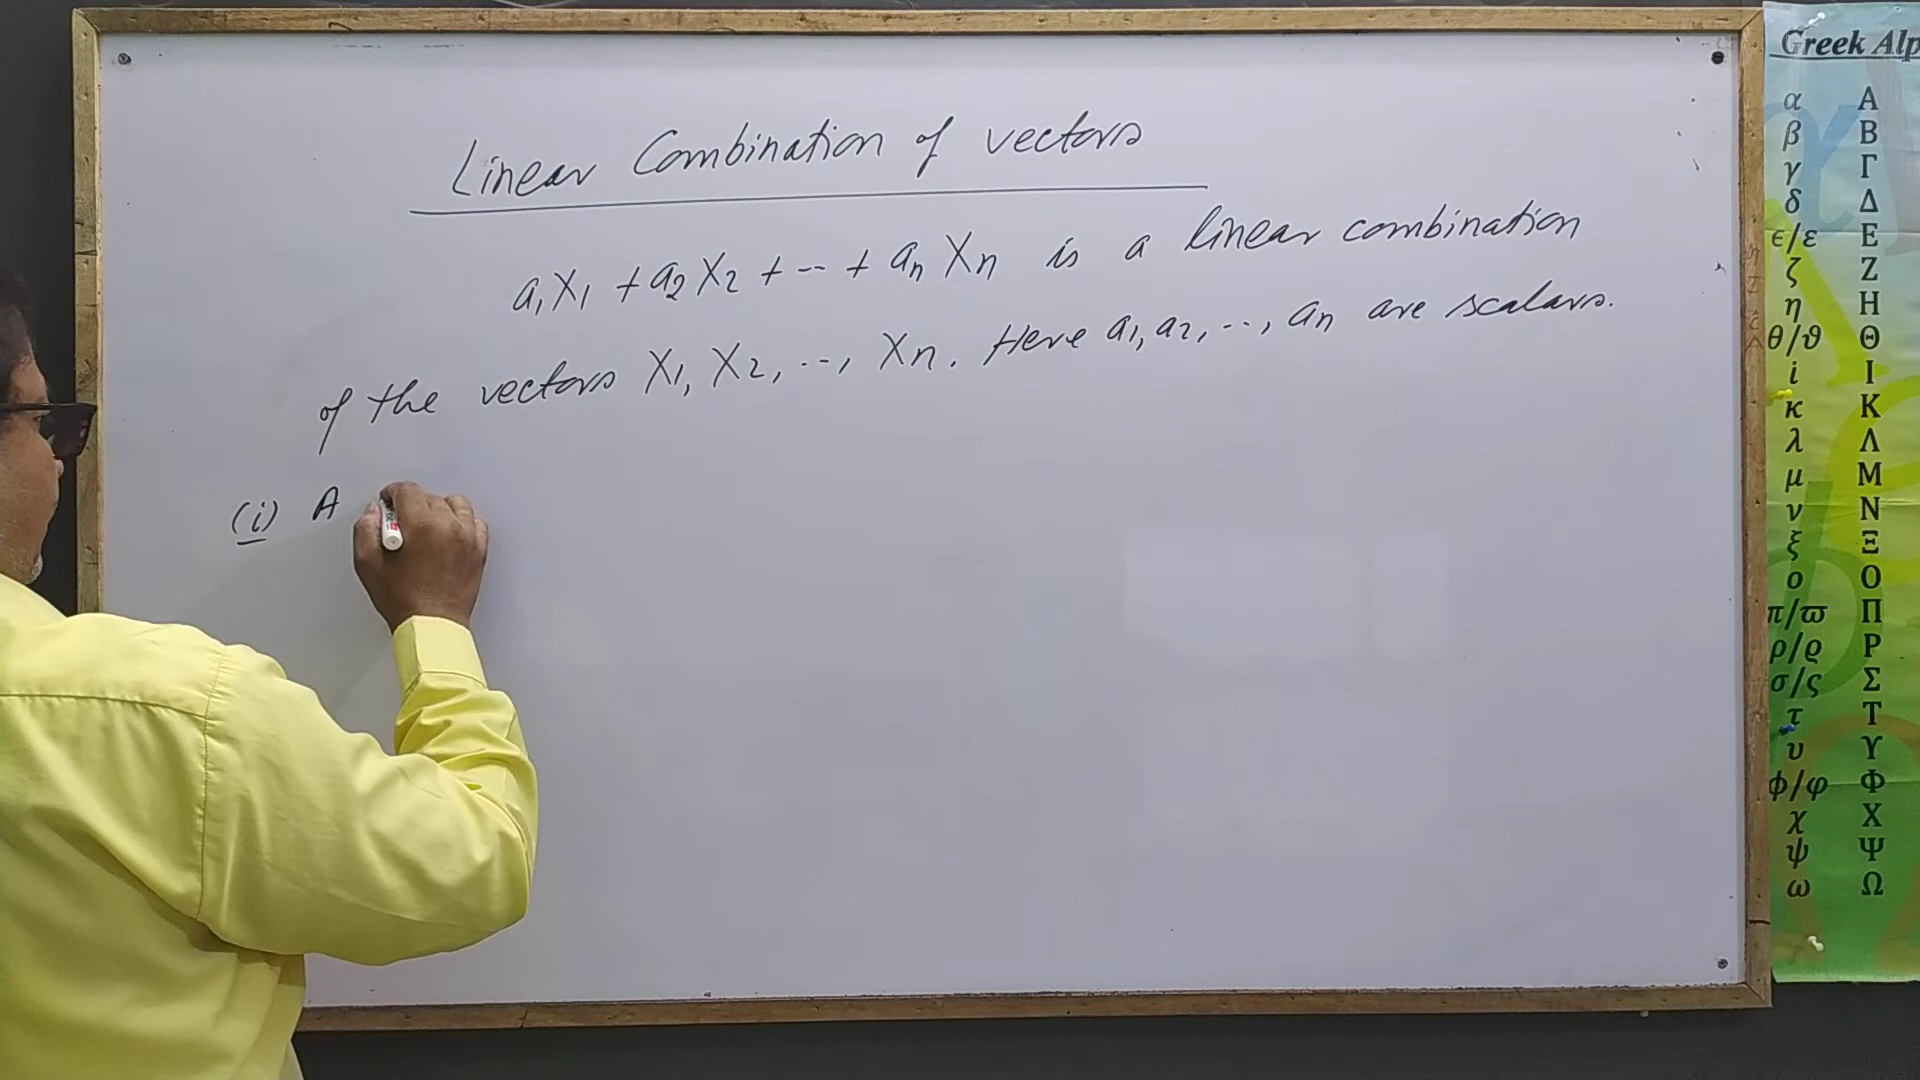 Linear Combination of vectors
a₁X₁ + a₂X₂ + -- + aₙXₙ is a linear combination
of the vectors X₁, X₂, --, Xₙ. Here a₁, a₂, --, aₙ are scalars.
(i) A
Greek Alp
α Α
β Β
γ Γ
δ Δ
ϵ/ε Ε
ζ Ζ
η Η
θ/ϑ Θ
i Ι
κ Κ
λ Λ
μ Μ
ν Ν
ξ Ξ
ο Ο
π/ϖ Π
ρ/ϱ Ρ
σ/ς Σ
τ Τ
υ ϒ
ϕ/φ Φ
χ Χ
ψ Ψ
ω Ω